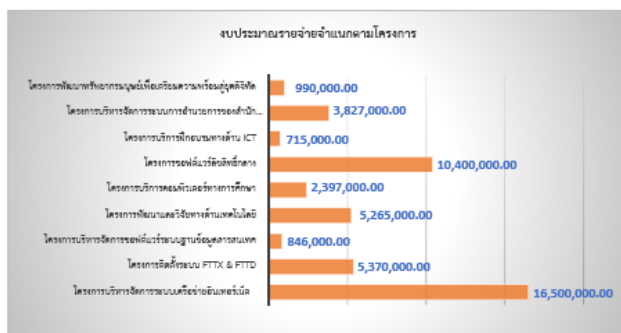 งบประมาณรายจ่ายจำแนกตามโครงการ
โครงการพัฒนาทรัพยากรมนุษย์เพื่อเตรียมความพร้อมสู่ยุคดิจิทัล 990,000.00
โครงการบริหารจัดการระบบการอำนวยการของสำนัก... 3,827,000.00
โครงการบริการฝึกอบรมทางด้าน ICT 715,000.00
โครงการซอฟต์แวร์ลิขสิทธิ์กลาง 10,400,000.00
โครงการบริการคอมพิวเตอร์ทางการศึกษา 2,397,000.00
โครงการพัฒนาและวิจัยทางด้านเทคโนโลยี 5,265,000.00
โครงการบริหารจัดการซอฟต์แวร์ระบบฐานข้อมูลสารสนเทศ 846,000.00
โครงการติดตั้งระบบ FTTX & FTTD 5,370,000.00
โครงการบริหารจัดการระบบเครือข่ายอินเทอร์เน็ต 16,500,000.00